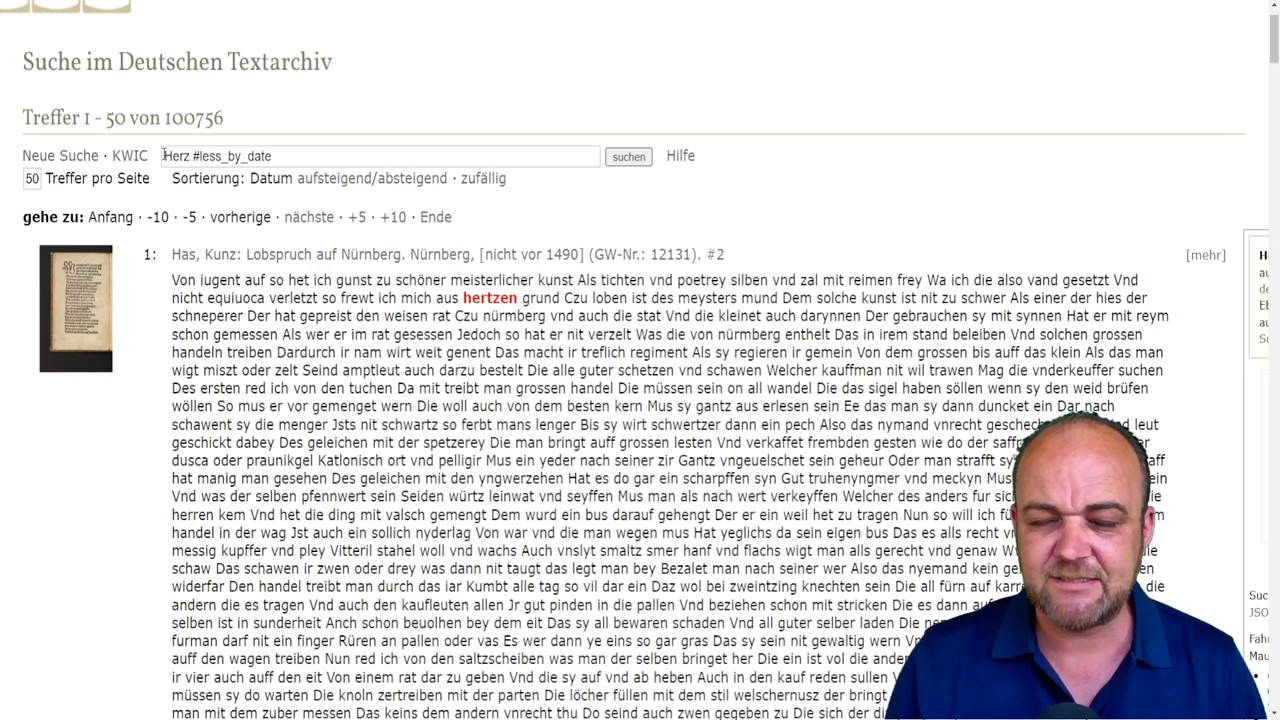 Suche im Deutschen Textarchiv
Treffer 1 - 50 von 100756
Neue Suche · KWIC Herz #less_by_date suchen Hilfe
50 Treffer pro Seite Sortierung: Datum aufsteigend/absteigend · zufällig
gehe zu: Anfang · -10 · -5 · vorherige · nächste · +5 · +10 · Ende
1: Has, Kunz: Lobspruch auf Nürnberg. Nürnberg, [nicht vor 1490] (GW-Nr.: 12131). #2 [mehr]
Von iugent auf so het ich geust zu schoner meisterlicher kunst Als tichten vnd poetrey silben vnd zal mit reimen frey Wa ich die also vand gesetzt Vnd
nicht equiuoca verletzt so frewt ich mich aus hertzen grund Czu loben ist des meysters mund Dem solche kunst ist nit zu schwer Als einer der hies der
schneperer Der hat gepreist den weisen rat Czu nürmberg vnd auch die stat Vnd die kleinet auch darynnen Der gebrauchen sy mit synnen Hat er mit reym
schon gemessen Als wer er im rat gesessen Jedoch so hat er nit verzelt Was die von nürmberg enthelt Das in irem stand beleiben Vnd solchen grossen
handeln treiben Dardurch ir nam wirt weit genent Das macht ir treflich regiment Als sy regieren ir gemein Von dem grossen bis auff das klein Als das man
wigt miszt oder zelt Seind amptleut auch darzu bestelt Die alle guter schetzen vnd schawen Welcher kauffman nit wil trawen Mag die vnderkeuffer suchen
Des ersten red ich von den tuchen Da mit treibt man grossen handel Die müssen sein on all wandel Die das sigel haben söllen wenn sy den weid brüfen
wöllen So mus er vor gemenget wern Die woll auch von dem besten kern Mus sy gantz aus erlesen sein Ee das man sy dann duncket ein Dar nach
schawent sy die menger Jsts nit schwartz so ferbt mans lenger Bis sy wirt schwertzer dann ein pech Also das nymand vnrecht leut
geschickt dabey Des geleichen mit der spetzerey Die man bringt auff grossen lesten Vnd verkaffet frembden gesten wie do der
dusca oder praunikgel Katlonisch ort vnd pelligir Mus ein yeder nach seiner zir Gantz vngeuelschet sein geheur Oder man strafft
hat manig man gesehen Des geleichen mit den yngwerzehen Hat es do gar ein scharpffen syn Gut truhenyngmer vnd meckyn ein
Vnd was der selben pfennwert sein Seiden würtz leinwat vnd seyffen Mus man als nach wert verkeyffen Welcher des anders fur die
herren kem Vnd het die ding mit valsch gemengt Dem wurd ein bus darauf gehengt Der er ein weil het zu tragen Nun so will ich
handel in der wag Jst auch ein sollich nyderlag Von war vnd die man wegen mus Hat yeglichs da sein eigen bus Das es alls recht
messig kupffer vnd pley Vitteril stahel woll vnd wachs Auch vnslyt smaltz smer hanf vnd flachs wigt man alls gerecht vnd genaw
schaw Das schawen ir zwen oder drey was dann nit taugt das legt man bey Bezalet man nach seiner wer Also das nyemand kein
widerfar Den handel treibt man durch das iar Kumbt alle tag so vil dar ein Daz wol bei zweintzing knechten sein Die all fürn auf die
andern die es tragen Vnd auch den kaufleuten allen Jr gut pinden in die pallen Vnd beziehen schon mit stricken Die es dann
selben ist in sunderheit Anch schon beuolhen bey dem eit Das sy all bewaren schaden Vnd all guter selber laden Die
furman darf nit ein finger Rüren an pallen oder vas Es wer dann ye eins so gar gras Das sy sein nit gewaltig wern
auff den wagen treiben Nun red ich von den saltzscheiben was man der selben bringet her Die ein ist vol die
ir vier auch auff den eit Von einem rat dar zu geben Vnd die sy auf vnd ab heben Auch in den kauf reden sullen
müssen sy do warten Die knoln zertreiben mit der parten Die löcher füllen mit dem stil welschernusz der bringt
man mit dem zuber messen Das keins dem andern vnrecht thu Do seind auch zwen gegeben zu Die sich der